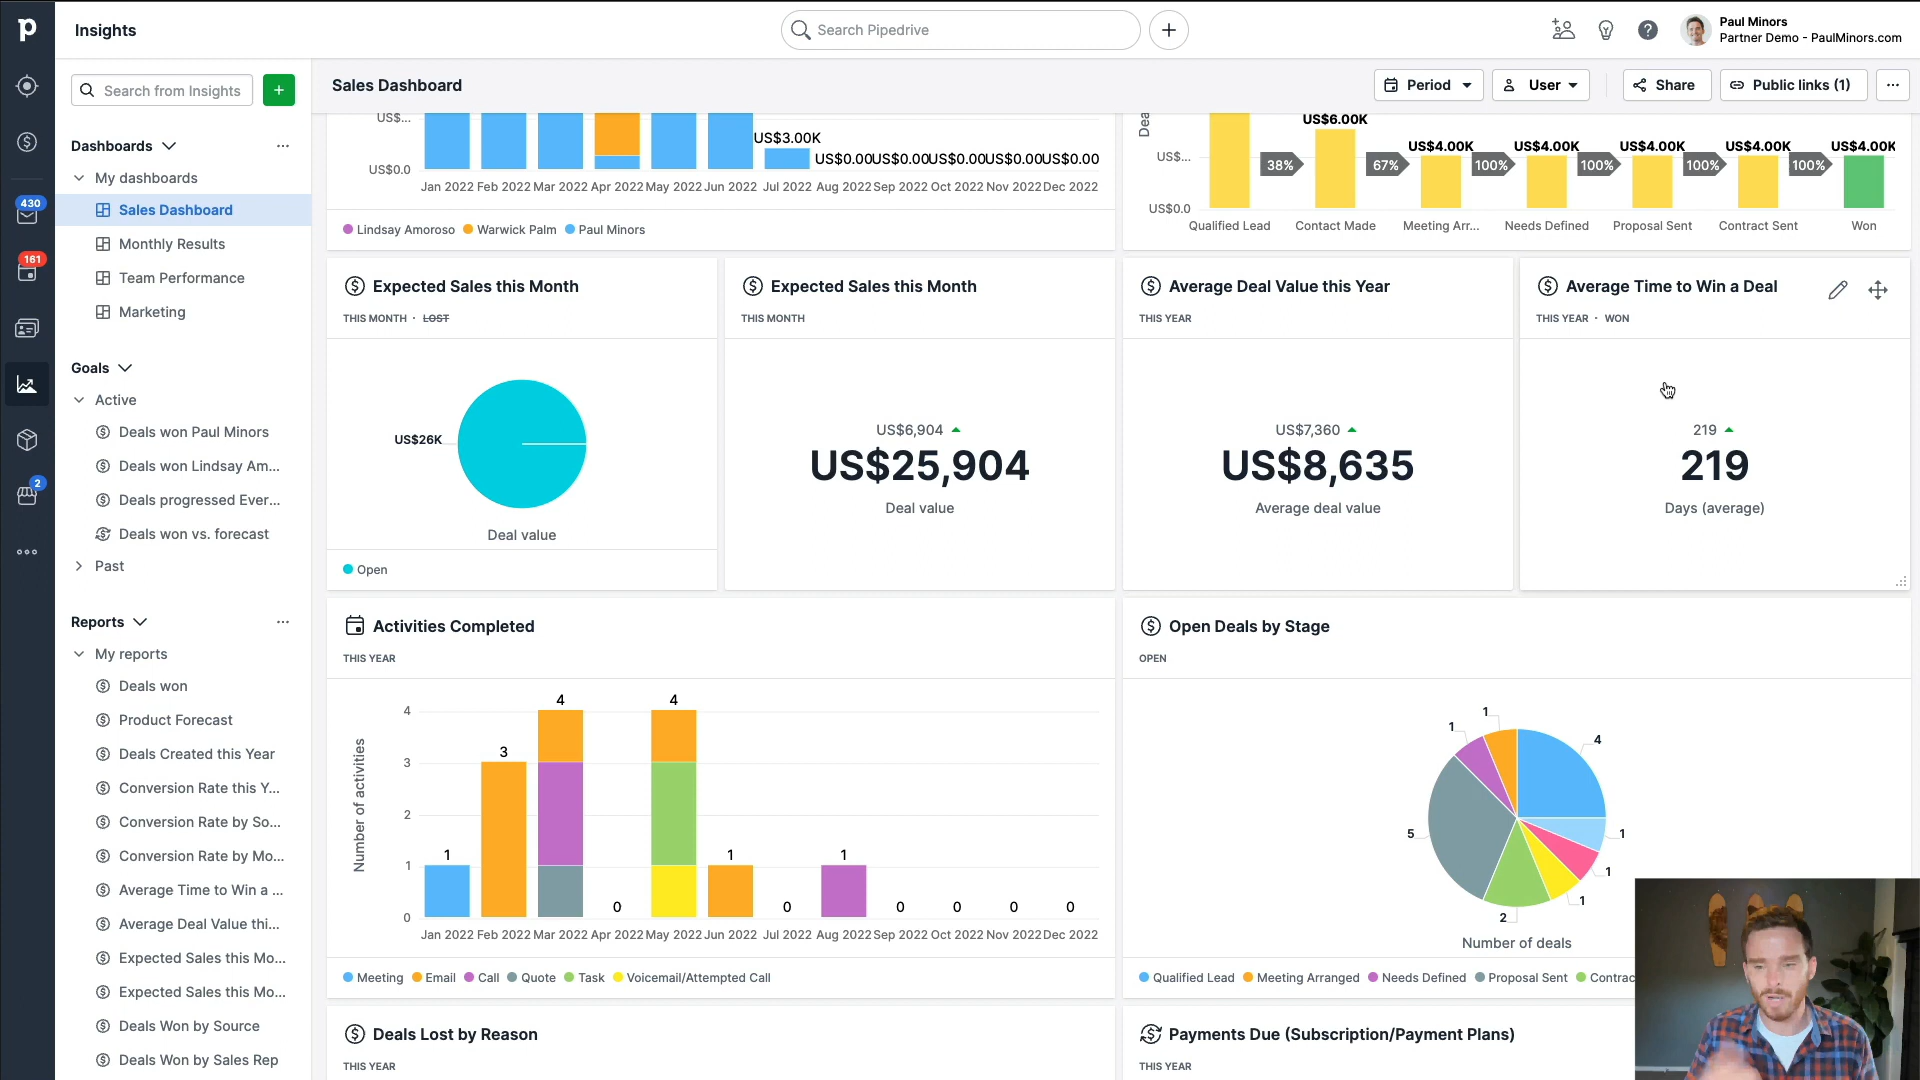 p
Insights
Search Pipedrive
Paul Minors
Partner Demo - PaulMinors.com
Search from Insights
+
Sales Dashboard
Period
User
Share
Public links (1)
...
Dashboards
...
My dashboards
Sales Dashboard
Monthly Results
Team Performance
Marketing
430
161
2
Goals
Active
Deals won Paul Minors
Deals won Lindsay Am...
Deals progressed Ever...
Deals won vs. forecast
Past
Reports
...
My reports
Deals won
Product Forecast
Deals Created this Year
Conversion Rate this Y...
Conversion Rate by So...
Conversion Rate by Mo...
Average Time to Win a ...
Average Deal Value thi...
Expected Sales this Mo...
Expected Sales this Mo...
Deals Won by Source
Deals Won by Sales Rep
US$...
US$3.00K
US$0.00US$0.00US$0.00US$0.00US$0.00
US$0.0
Jan 2022 Feb 2022 Mar 2022 Apr 2022 May 2022 Jun 2022 Jul 2022 Aug 2022 Sep 2022 Oct 2022 Nov 2022 Dec 2022
Lindsay Amoroso Warwick Palm Paul Minors
Dea
US$6.00K
US$4.00K US$4.00K US$4.00K US$4.00K US$4.00K
US$...
38% 67% 100% 100% 100% 100%
US$0.0
Qualified Lead Contact Made Meeting Arr... Needs Defined Proposal Sent Contract Sent Won
Expected Sales this Month
THIS MONTH · LOST
US$26K
Deal value
Open
Expected Sales this Month
THIS MONTH
US$6,904
US$25,904
Deal value
Average Deal Value this Year
THIS YEAR
US$7,360
US$8,635
Average deal value
Average Time to Win a Deal
THIS YEAR · WON
219
219
Days (average)
Activities Completed
THIS YEAR
Number of activities
4
3
2
1
0
1 3 4 0 4 1 0 1 0 0 0 0
Jan 2022 Feb 2022 Mar 2022 Apr 2022 May 2022 Jun 2022 Jul 2022 Aug 2022 Sep 2022 Oct 2022 Nov 2022 Dec 2022
Meeting Email Call Quote Task Voicemail/Attempted Call
Open Deals by Stage
OPEN
1
1
4
5
1
1
1
2
Number of deals
Qualified Lead Meeting Arranged Needs Defined Proposal Sent Contrac
Deals Lost by Reason
THIS YEAR
Payments Due (Subscription/Payment Plans)
THIS YEAR